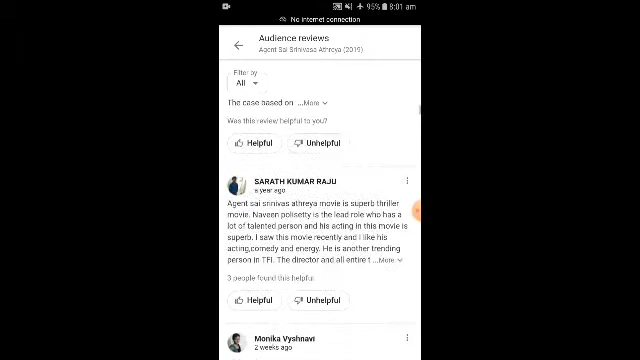 95% 8:01 am
No internet connection
Audience reviews
Agent Sai Srinivasa Athreya (2019)
Filter by
All
The case based on ...More
Was this review helpful to you?
Helpful Unhelpful
SARATH KUMAR RAJU
a year ago
Agent sai srinivas athreya movie is superb thriller
movie. Naveen polisetty is the lead role who has a
lot of talented person and his acting in this movie is
superb. I saw this movie recently and I like his
acting,comedy and energy. He is another trending
person in TFI. The director and all entire t ...More
3 people found this helpful
Helpful Unhelpful
Monika Vyshnavi
2 weeks ago